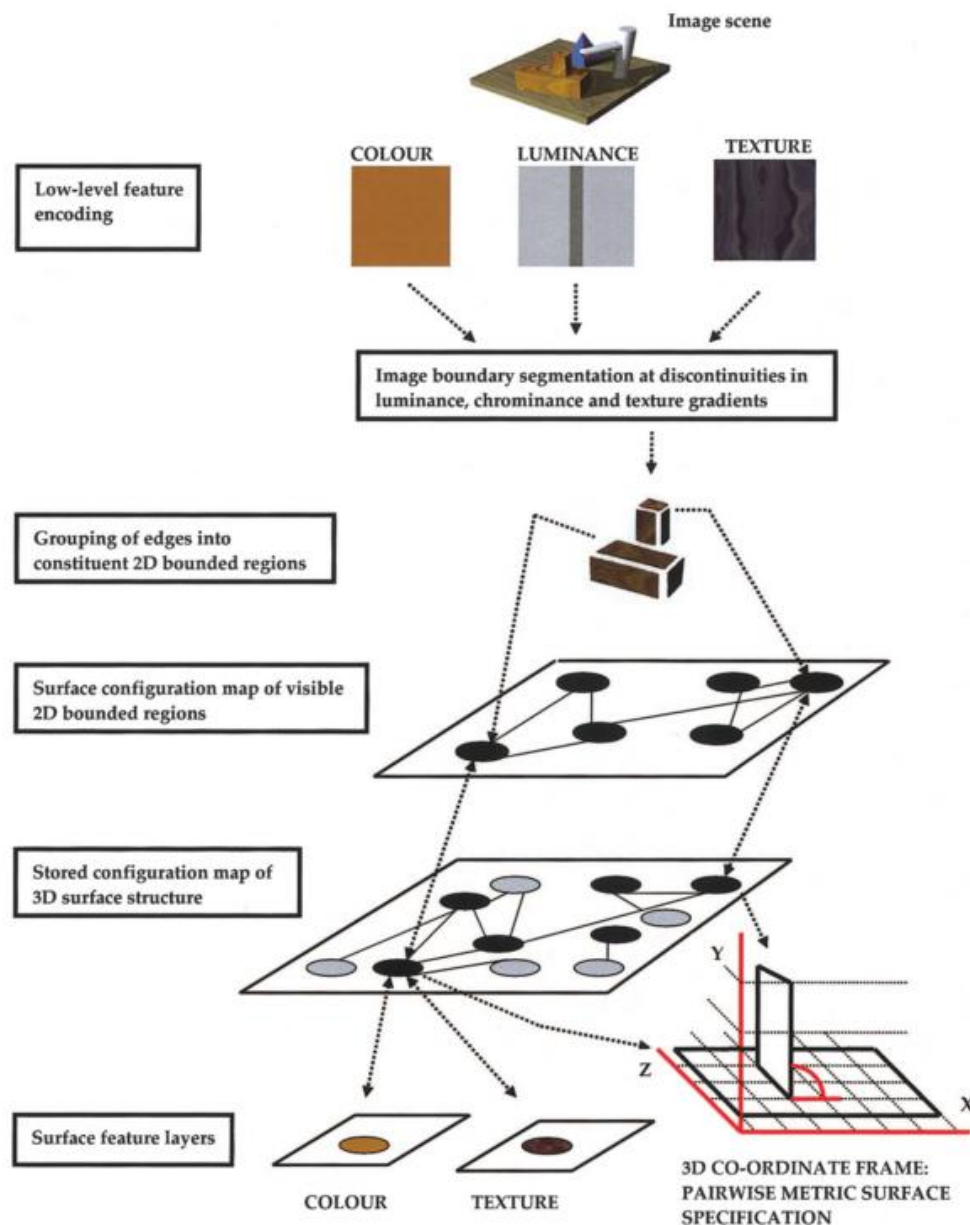 Image scene
COLOUR
LUMINANCE
TEXTURE
Low-level feature
encoding
Image boundary segmentation at discontinuities in
luminance, chrominance and texture gradients
Grouping of edges into
constituent 2D bounded regions
Surface configuration map of visible
2D bounded regions
Stored configuration map of
3D surface structure
Y
Z
X
Surface feature layers
COLOUR
TEXTURE
3D CO-ORDINATE FRAME:
PAIRWISE METRIC SURFACE
SPECIFICATION